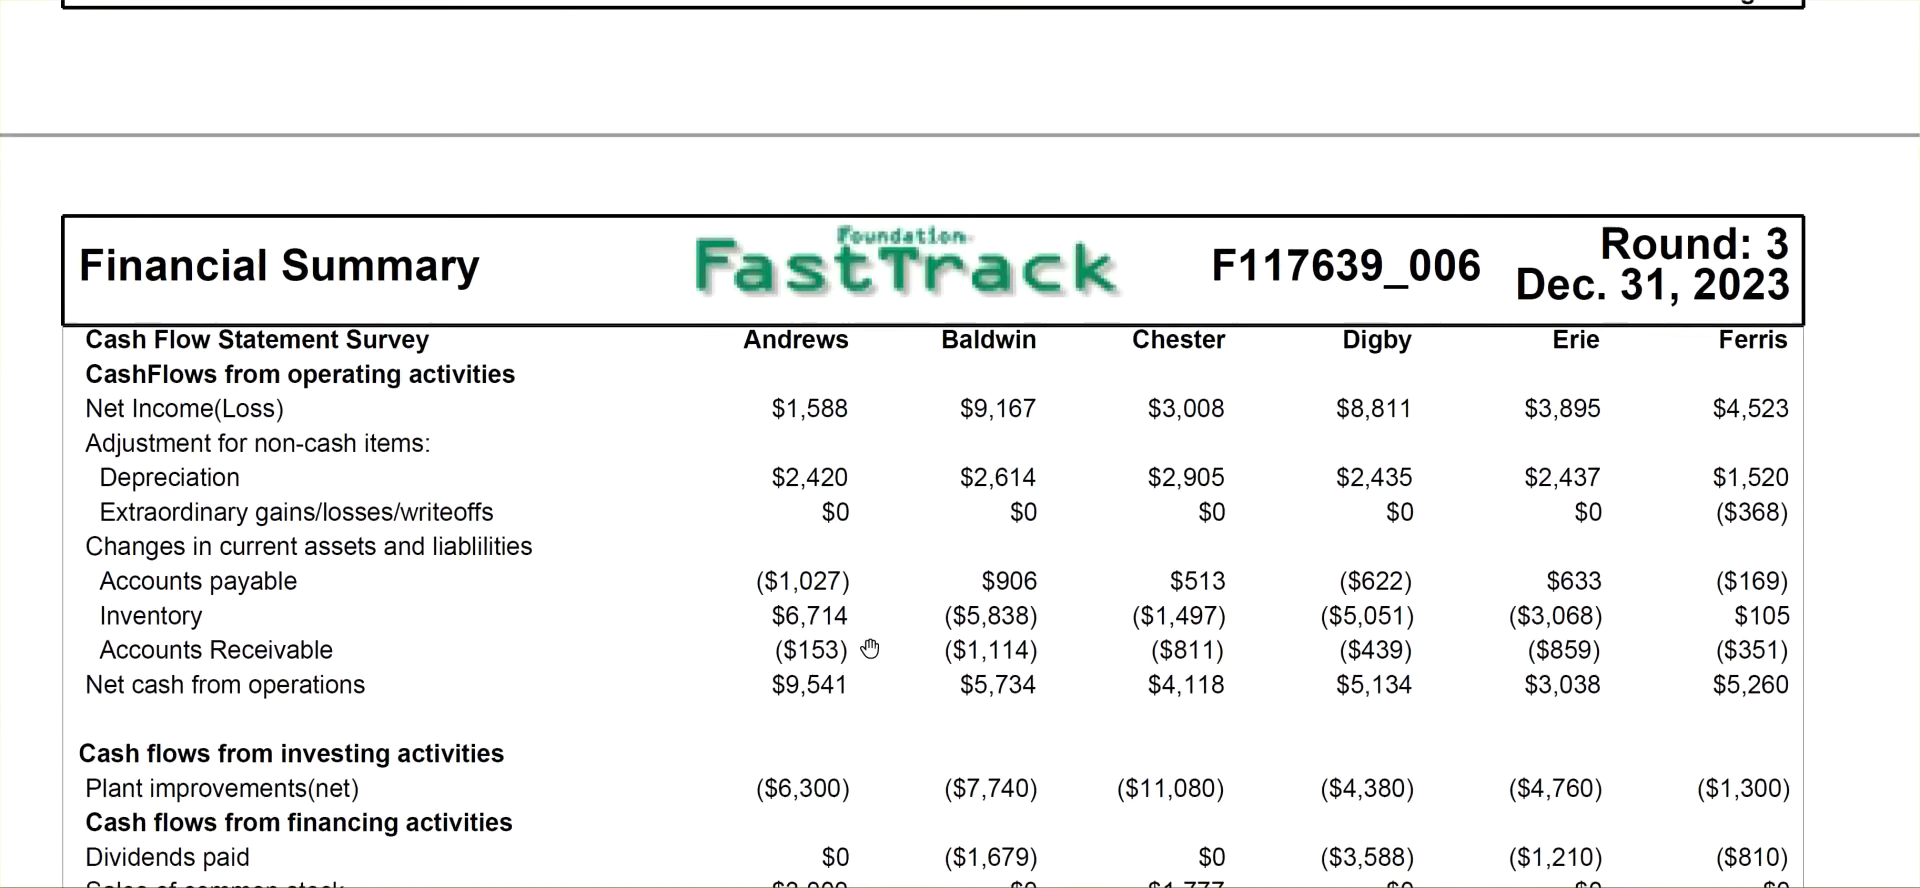 Financial Summary Foundation FastTrack F117639_006 Round: 3
Dec. 31, 2023
Cash Flow Statement Survey Andrews Baldwin Chester Digby Erie Ferris
CashFlows from operating activities
Net Income(Loss) $1,588 $9,167 $3,008 $8,811 $3,895 $4,523
Adjustment for non-cash items:
Depreciation $2,420 $2,614 $2,905 $2,435 $2,437 $1,520
Extraordinary gains/losses/writeoffs $0 $0 $0 $0 $0 ($368)
Changes in current assets and liablilities
Accounts payable ($1,027) $906 $513 ($622) $633 ($169)
Inventory $6,714 ($5,838) ($1,497) ($5,051) ($3,068) $105
Accounts Receivable ($153) ($1,114) ($811) ($439) ($859) ($351)
Net cash from operations $9,541 $5,734 $4,118 $5,134 $3,038 $5,260
Cash flows from investing activities
Plant improvements(net) ($6,300) ($7,740) ($11,080) ($4,380) ($4,760) ($1,300)
Cash flows from financing activities
Dividends paid $0 ($1,679) $0 ($3,588) ($1,210) ($810)